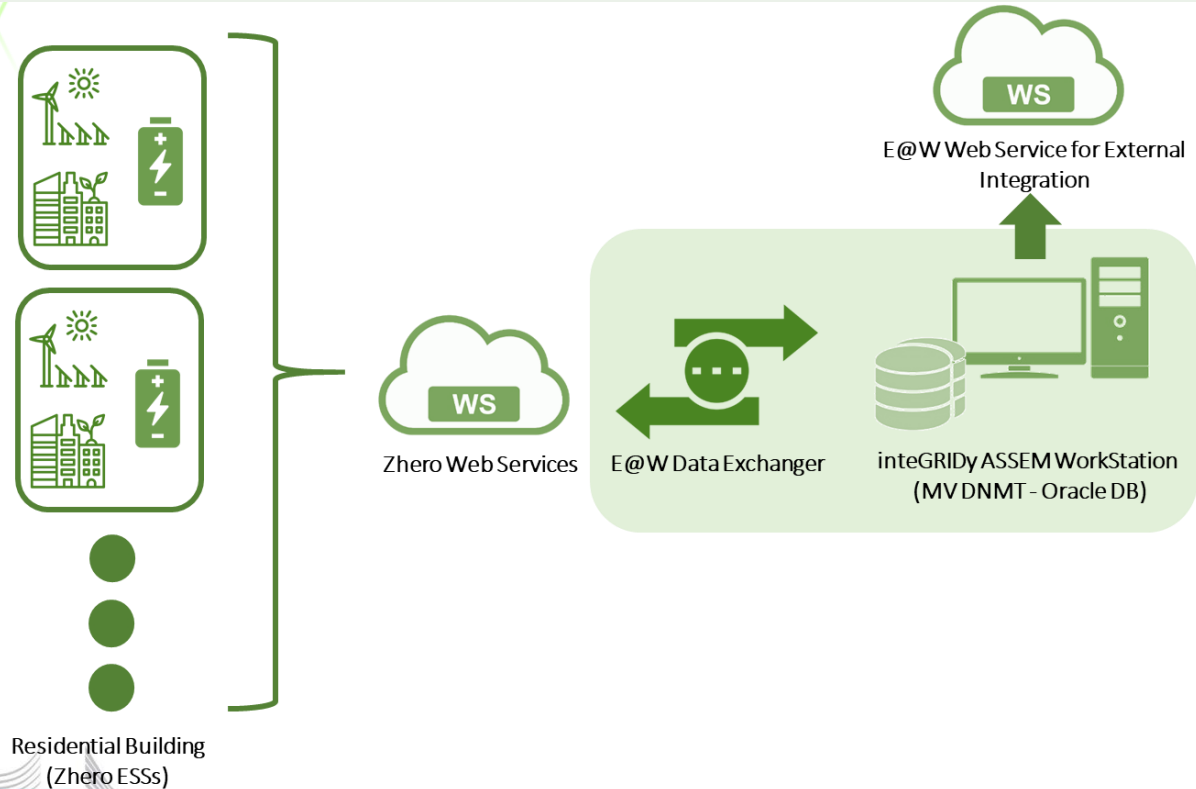 WS
E@W Web Service for External
Integration
WS
Zhero Web Services
E@W Data Exchanger
inteGRIDy ASSEM WorkStation
(MV DNMT - Oracle DB)
Residential Building
(Zhero ESSs)